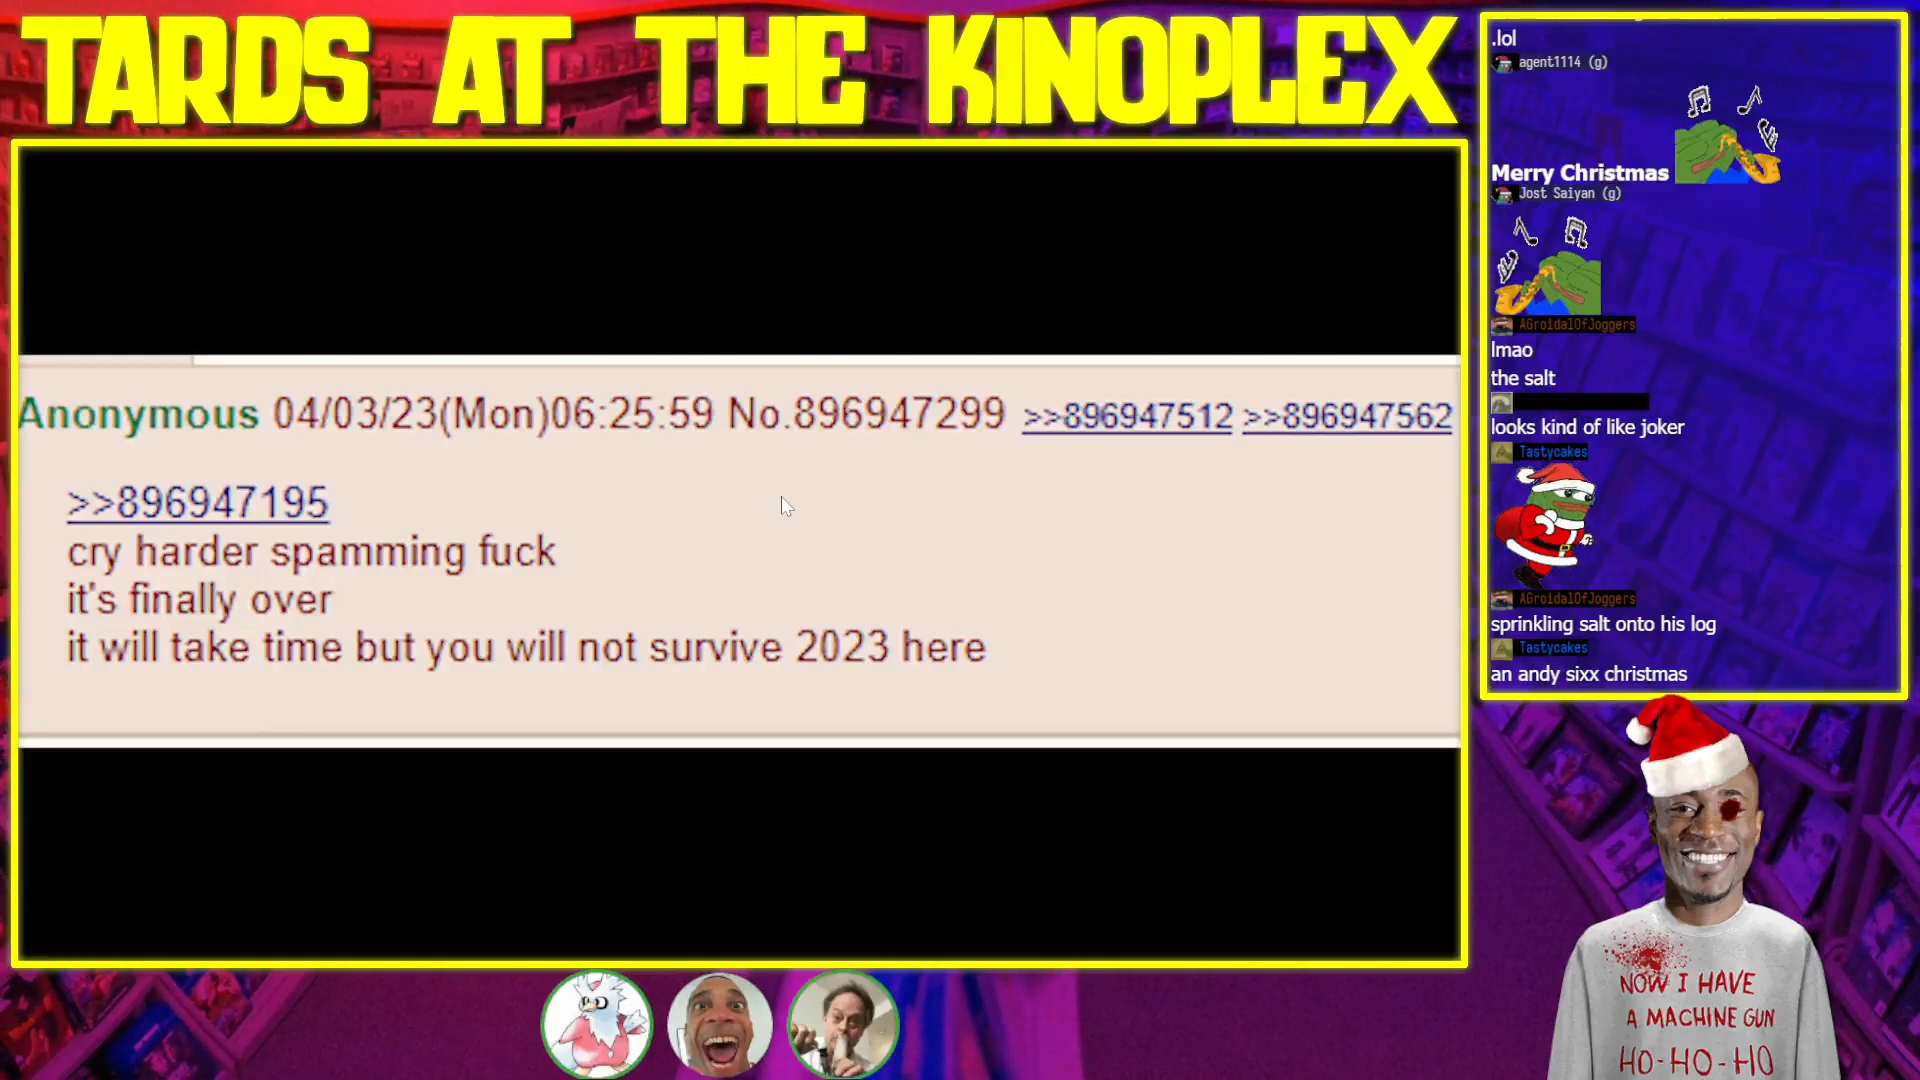 TARDS AT THE KINOPLEX
Anonymous 04/03/23(Mon)06:25:59 No.896947299 >>896947512 >>896947562
>>896947195
cry harder spamming fuck
it's finally over
it will take time but you will not survive 2023 here
.lol
agent1114 (g)
Merry Christmas
Jost Saiyan (g)
AGroidalOfJoggers
lmao
the salt
looks kind of like joker
Tastycakes
AGroidalOfJoggers
sprinkling salt onto his log
Tastycakes
an andy sixx christmas
NOW I HAVE
A MACHINE GUN
HO-HO-HO